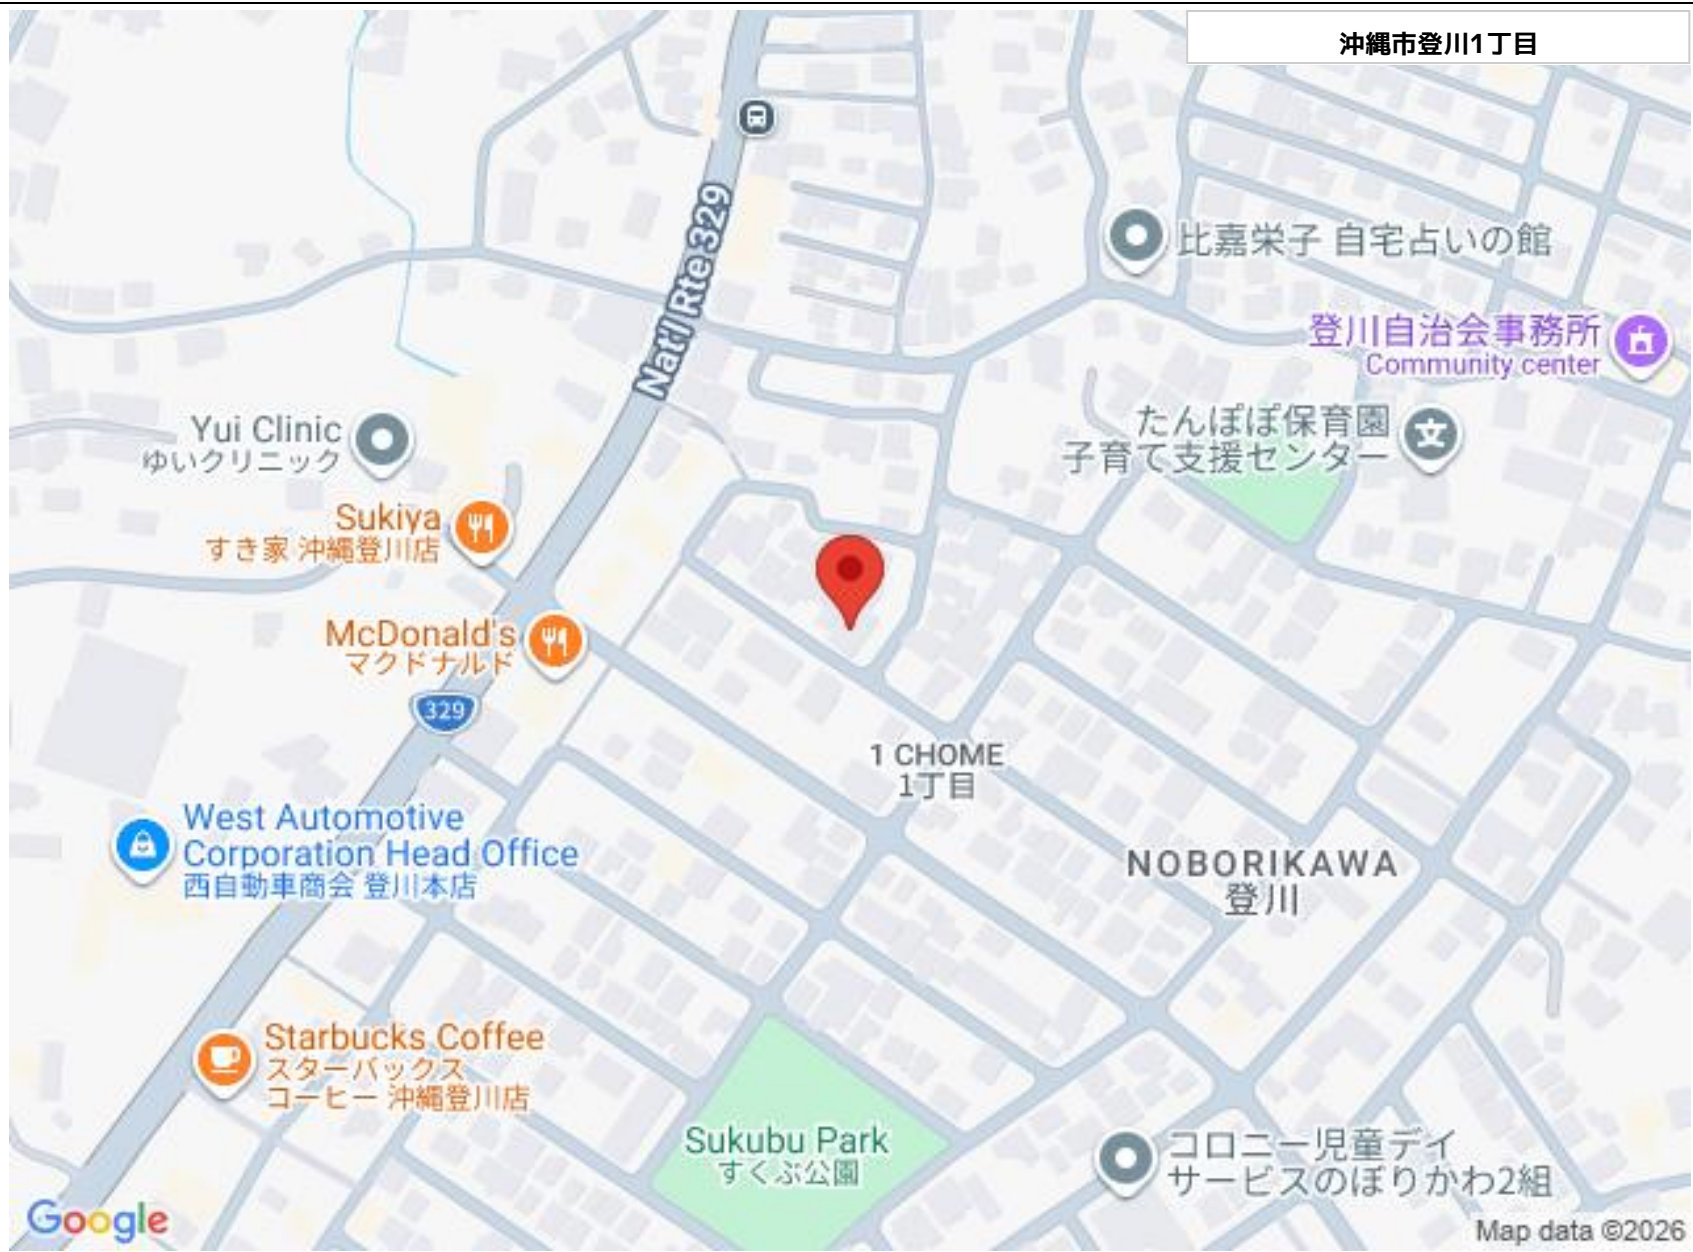 沖縄市登川1丁目
Nat'l Rte 329
比嘉栄子 自宅占いの館
登川自治会事務所
Community center
たんぽぽ保育園
子育て支援センター
Yui Clinic
ゆいクリニック
Sukiya
すき家 沖縄登川店
McDonald's
マクドナルド
329
1 CHOME
1丁目
West Automotive
Corporation Head Office
西自動車商会 登川本店
NOBORIKAWA
登川
Starbucks Coffee
スターバックス
コーヒー 沖縄登川店
Sukubu Park
すくぶ公園
コロニー児童デイ
サービスのぼりかわ2組
Google
Map data ©2026